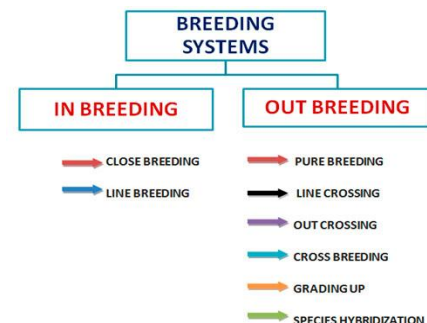 BREEDING
SYSTEMS
IN BREEDING
OUT BREEDING
CLOSE BREEDING
LINE BREEDING
PURE BREEDING
LINE CROSSING
OUT CROSSING
CROSS BREEDING
GRADING UP
SPECIES HYBRIDIZATION